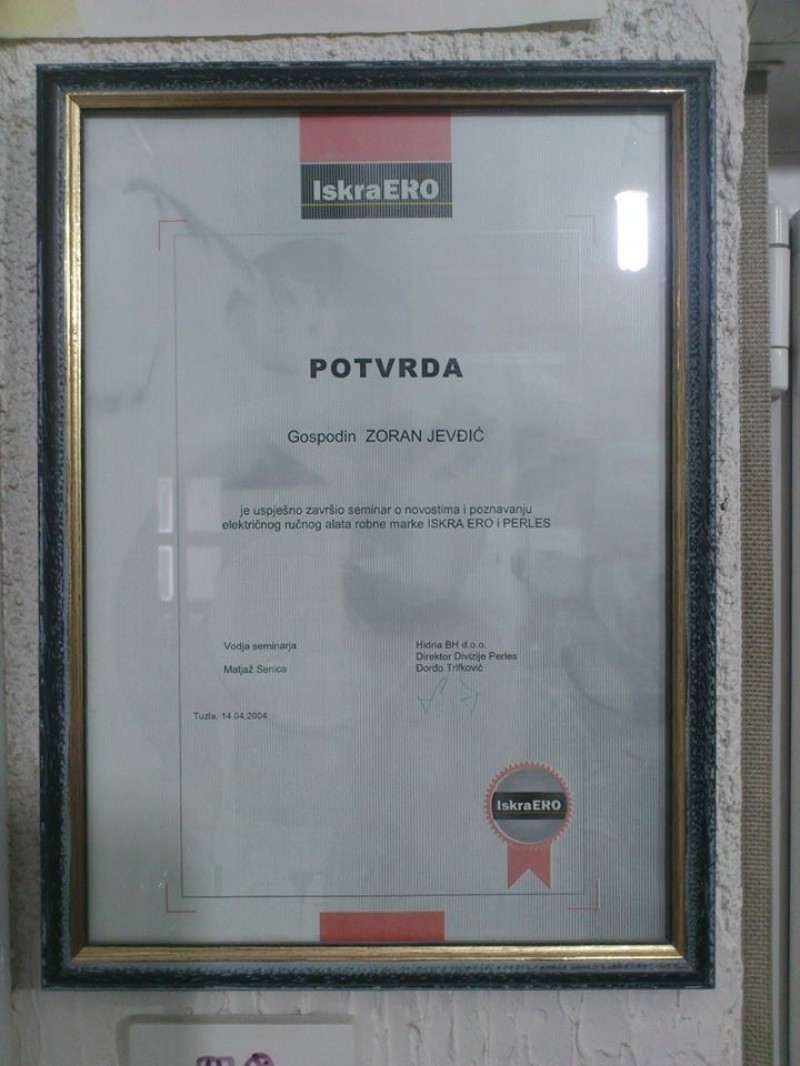 IskraERO
POTVRDA
Gospodin ZORAN JEVĐIĆ
je uspješno završio seminar o novostima i poznavanju
električnog ručnog alata robne marke ISKRA ERO i PERLES
Vodja seminarja
Matjaž Senica
Hidria BH d.o.o.
Direktor Divizije Perles
Đorđo Trifković
Tuzla, 14.04.2004
IskraERO